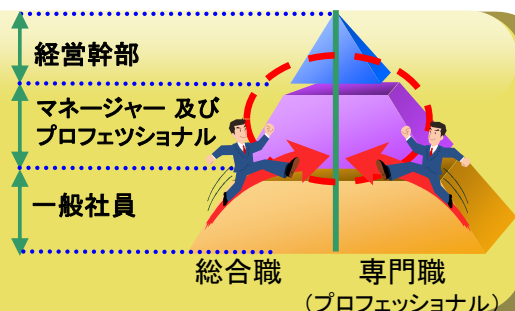 経営幹部
マネージャー 及び
プロフェッショナル
一般社員
総合職
専門職
(プロフェッショナル)